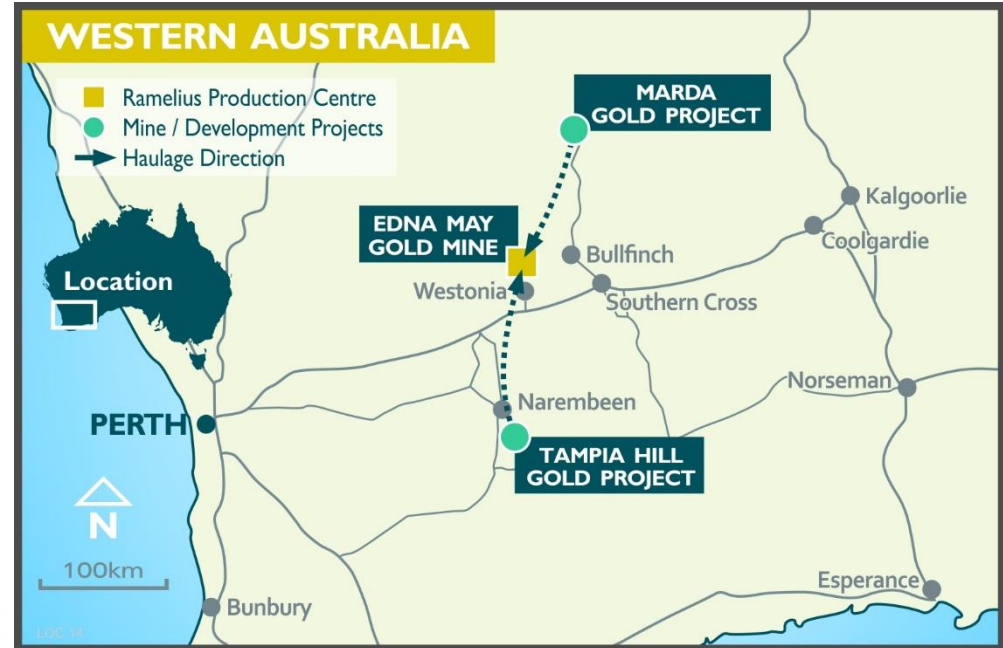 WESTERN AUSTRALIA
Ramelius Production Centre
Mine / Development Projects
Haulage Direction
MARDA
GOLD PROJECT
Kalgoorlie
EDNA MAY
GOLD MINE
Coolgardie
Bullfinch
Location
Westonia
Southern Cross
Norseman
Narembeen
PERTH
TAMPIA HILL
GOLD PROJECT
N
100km
Esperance
Bunbury
LOC 14